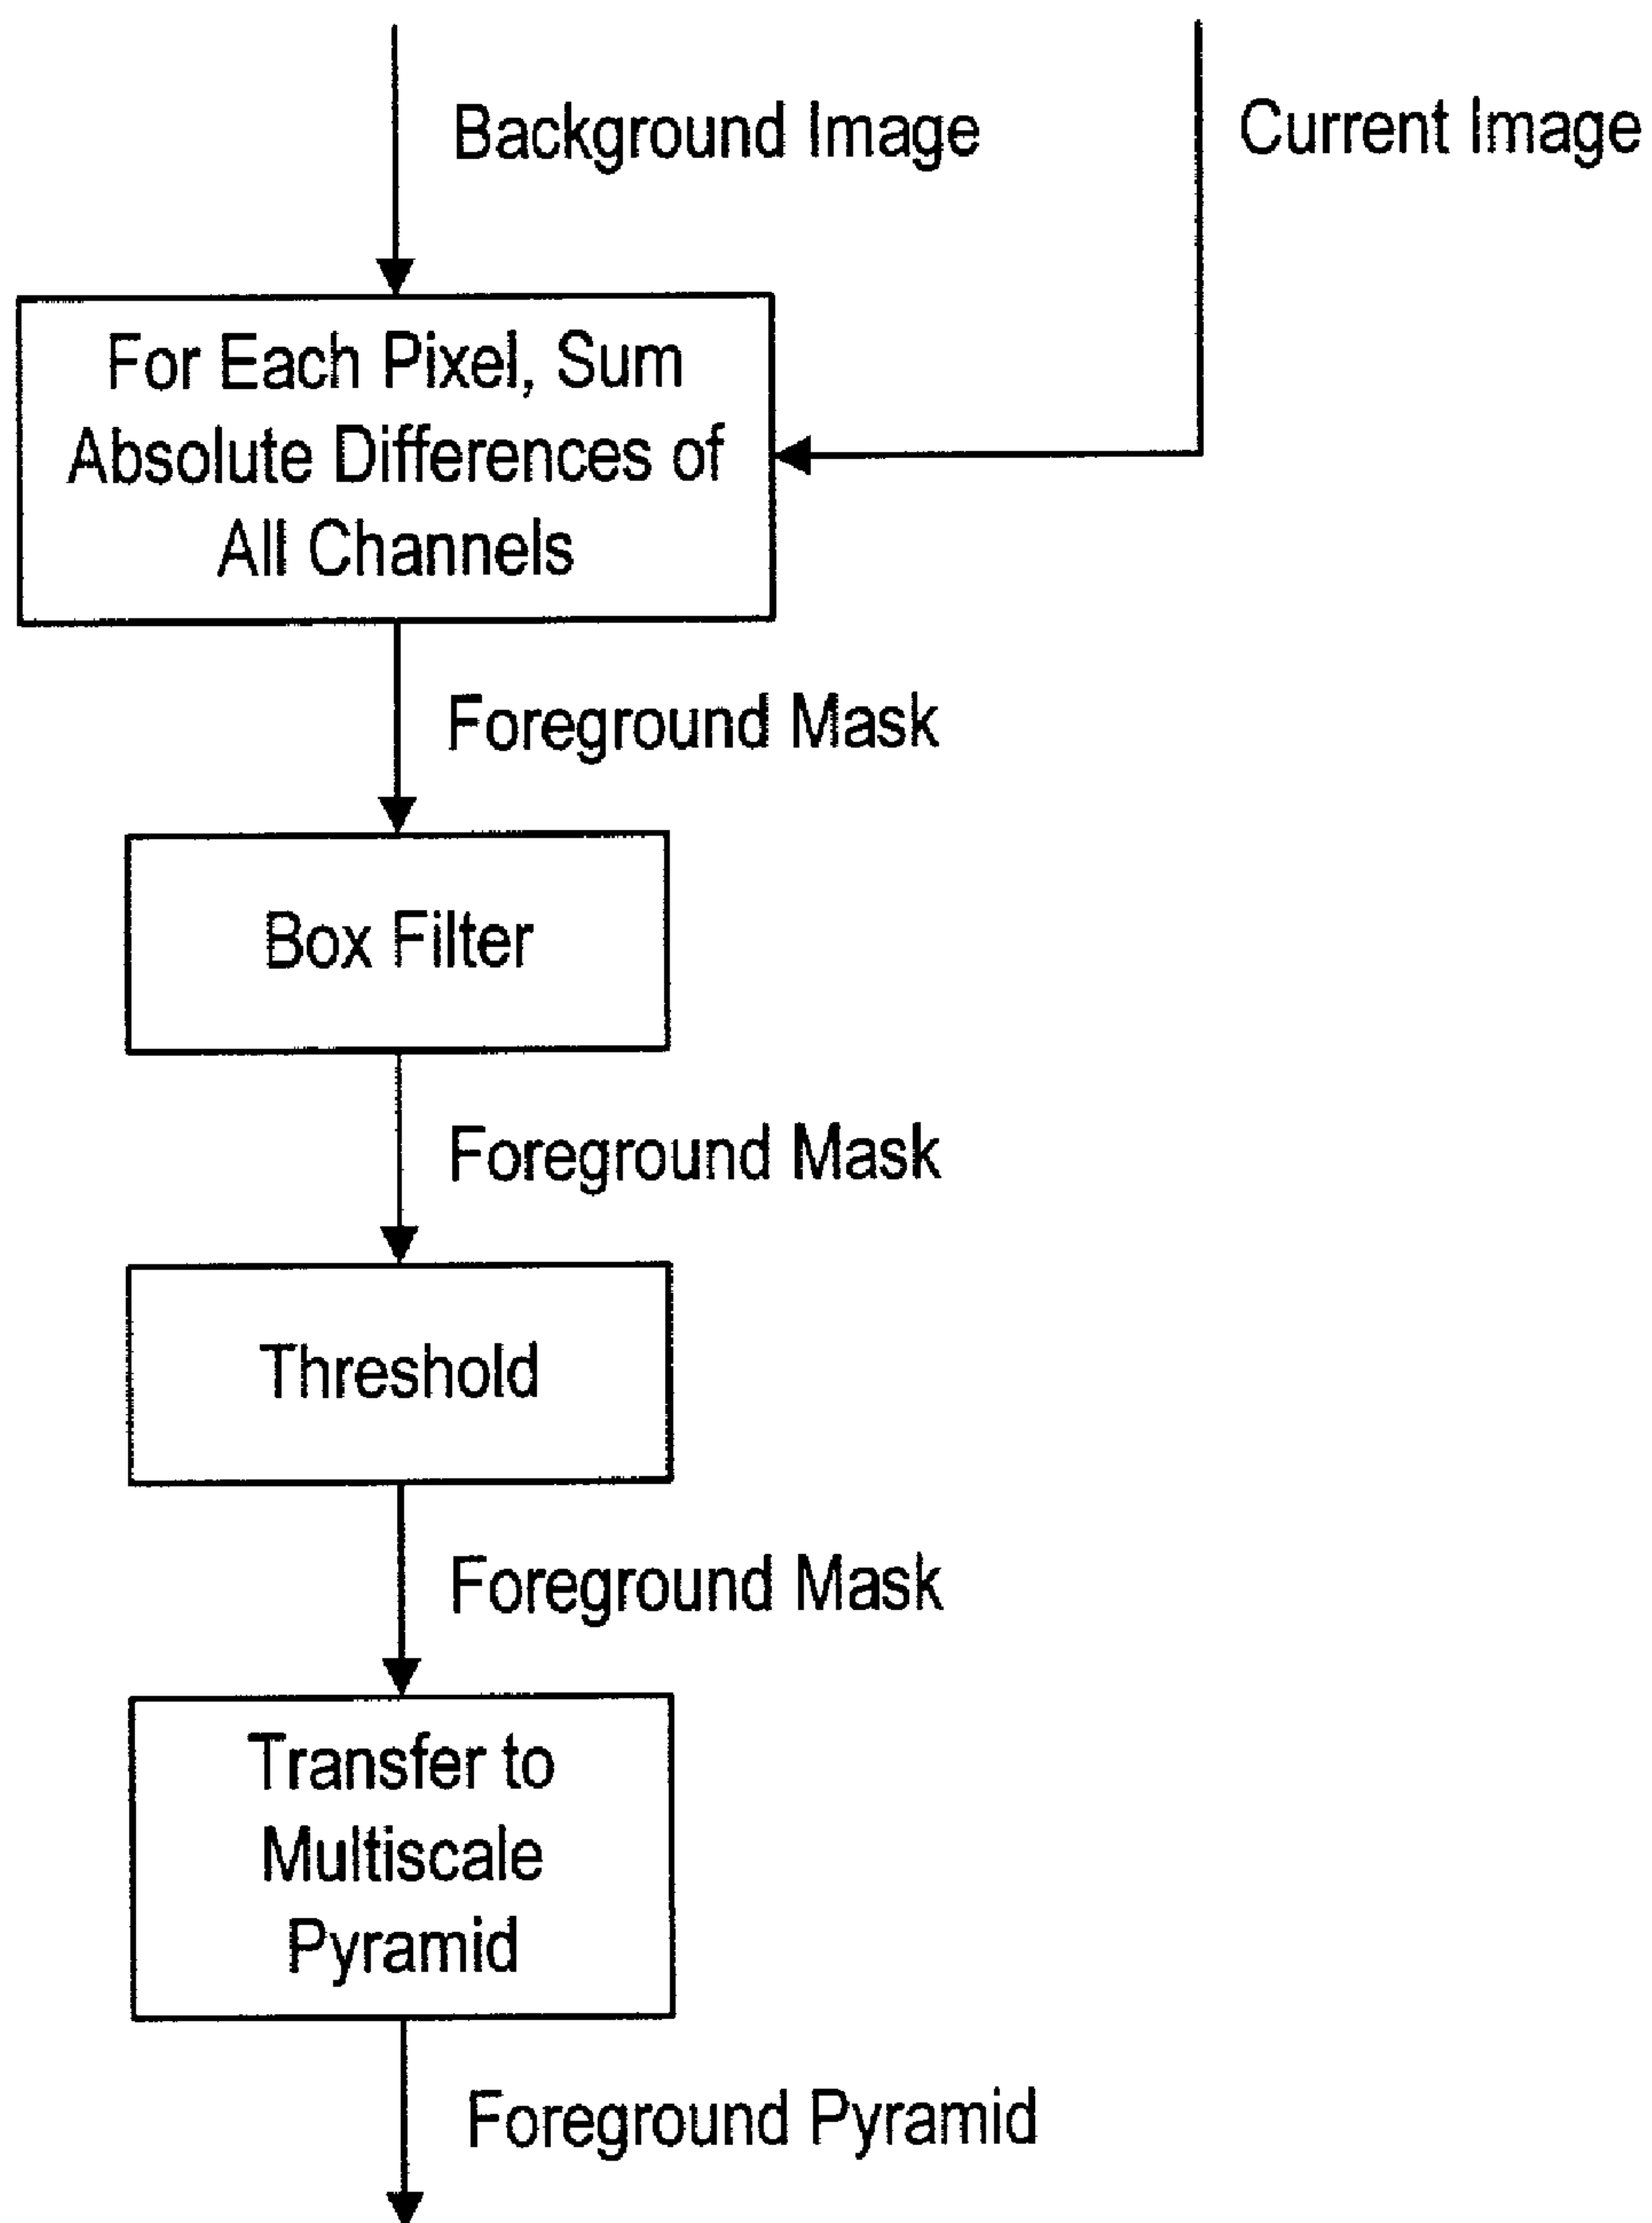 Background Image
Current Image
For Each Pixel, Sum
Absolute Differences of
All Channels
Foreground Mask
Box Filter
Foreground Mask
Threshold
Foreground Mask
Transfer to
Multiscale
Pyramid
Foreground Pyramid